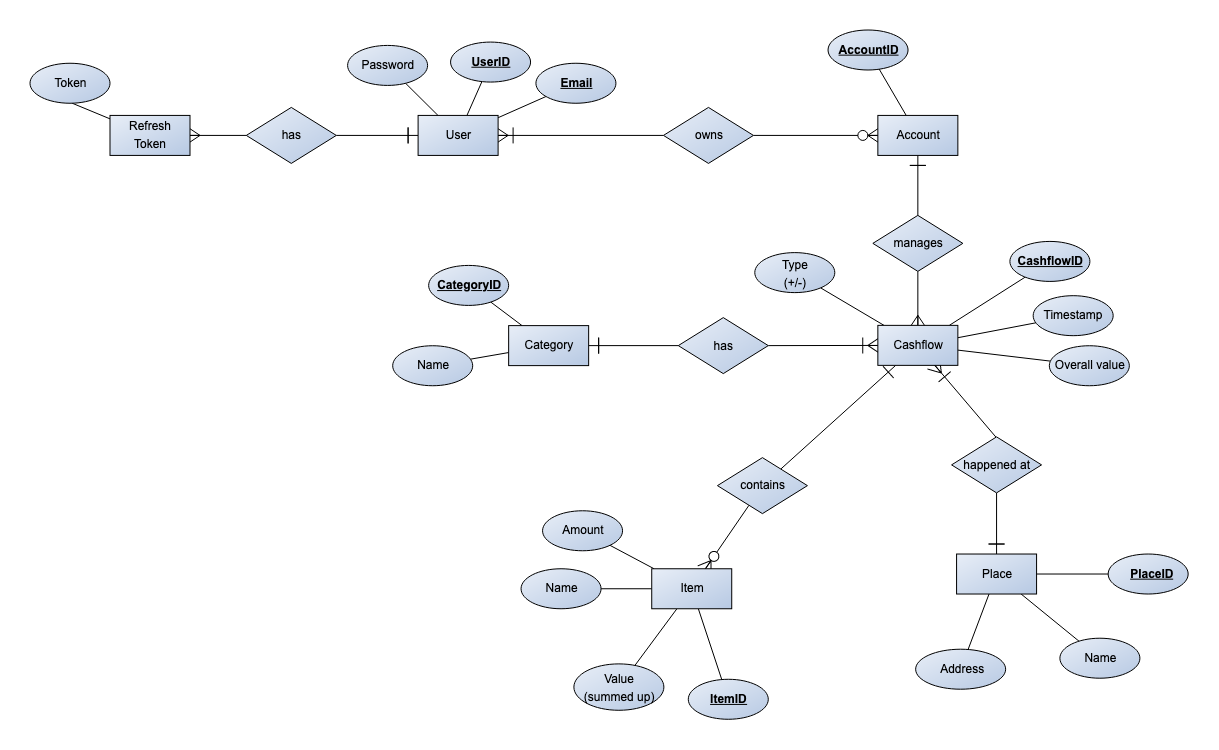 AccountID
Password
UserID
Email
Token
Refresh
Token
has
User
owns
Account
manages
Type
(+/-)
CashflowID
CategoryID
Timestamp
Category
has
Cashflow
Name
Overall value
happened at
contains
Amount
Name
Item
Place
PlaceID
Address
Name
Value
(summed up)
ItemID